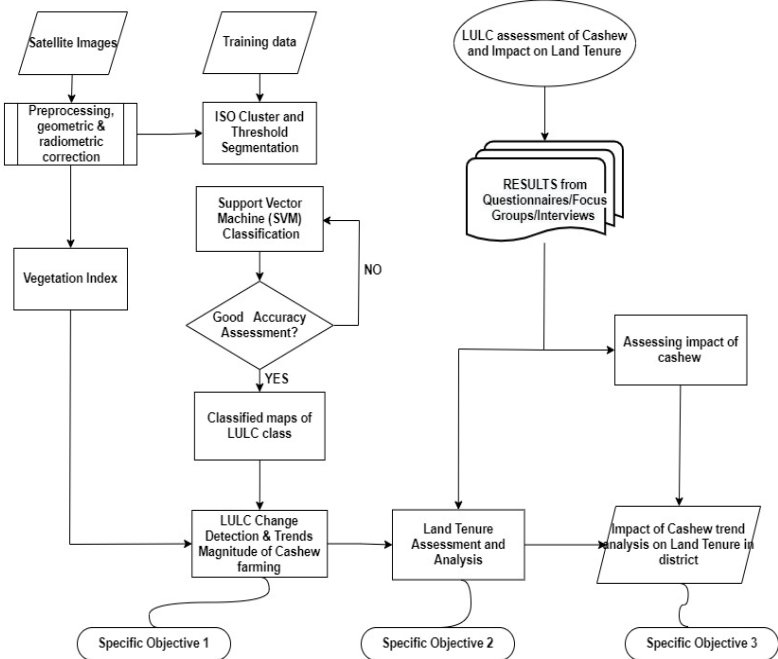 Satellite Images
Training data
LULC assessment of Cashew
and Impact on Land Tenure
Preprocessing,
geometric &
radiometric
correction
ISO Cluster and
Threshold
Segmentation
RESULTS from
Questionnaires/Focus
Groups/Interviews
Support Vector
Machine (SVM)
Classification
NO
Vegetation Index
Good Accuracy
Assessment?
YES
Assessing impact of
cashew
Classified maps of
LULC class
LULC Change
Detection & Trends
Magnitude of Cashew
farming
Land Tenure
Assessment and
Analysis
Impact of Cashew trend
analysis on Land Tenure in
district
Specific Objective 1
Specific Objective 2
Specific Objective 3